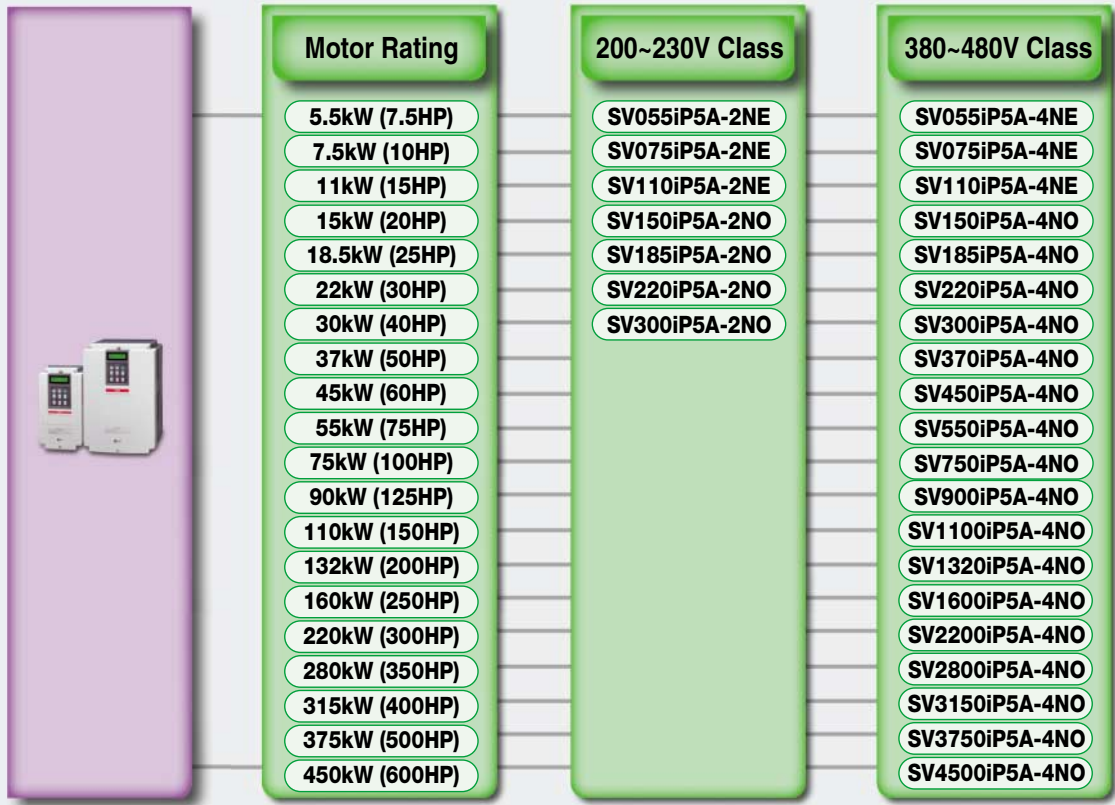 Motor Rating 200~230V Class 380~480V Class
5.5kW (7.5HP) SV055iP5A-2NE SV055iP5A-4NE
7.5kW (10HP) SV075iP5A-2NE SV075iP5A-4NE
11kW (15HP) SV110iP5A-2NE SV110iP5A-4NE
15kW (20HP) SV150iP5A-2NO SV150iP5A-4NO
18.5kW (25HP) SV185iP5A-2NO SV185iP5A-4NO
22kW (30HP) SV220iP5A-2NO SV220iP5A-4NO
30kW (40HP) SV300iP5A-2NO SV300iP5A-4NO
37kW (50HP) SV370iP5A-4NO
45kW (60HP) SV450iP5A-4NO
55kW (75HP) SV550iP5A-4NO
75kW (100HP) SV750iP5A-4NO
90kW (125HP) SV900iP5A-4NO
110kW (150HP) SV1100iP5A-4NO
132kW (200HP) SV1320iP5A-4NO
160kW (250HP) SV1600iP5A-4NO
220kW (300HP) SV2200iP5A-4NO
280kW (350HP) SV2800iP5A-4NO
315kW (400HP) SV3150iP5A-4NO
375kW (500HP) SV3750iP5A-4NO
450kW (600HP) SV4500iP5A-4NO